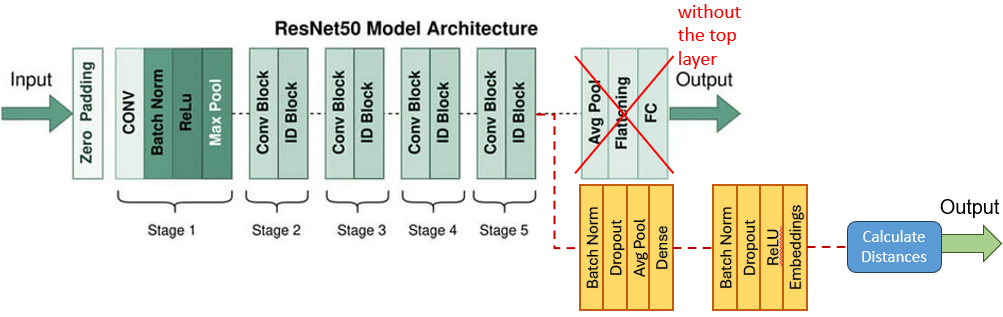 ResNet50 Model Architecture
without
the top
layer
Input
Zero Padding
CONV
Batch Norm
ReLu
Max Pool
Conv Block
ID Block
Conv Block
ID Block
Conv Block
ID Block
Conv Block
ID Block
Avg Pool
Flattening
FC
Output
Stage 1
Stage 2
Stage 3
Stage 4
Stage 5
Batch Norm
Dropout
Avg Pool
Dense
Batch Norm
Dropout
ReLU
Embeddings
Calculate
Distances
Output